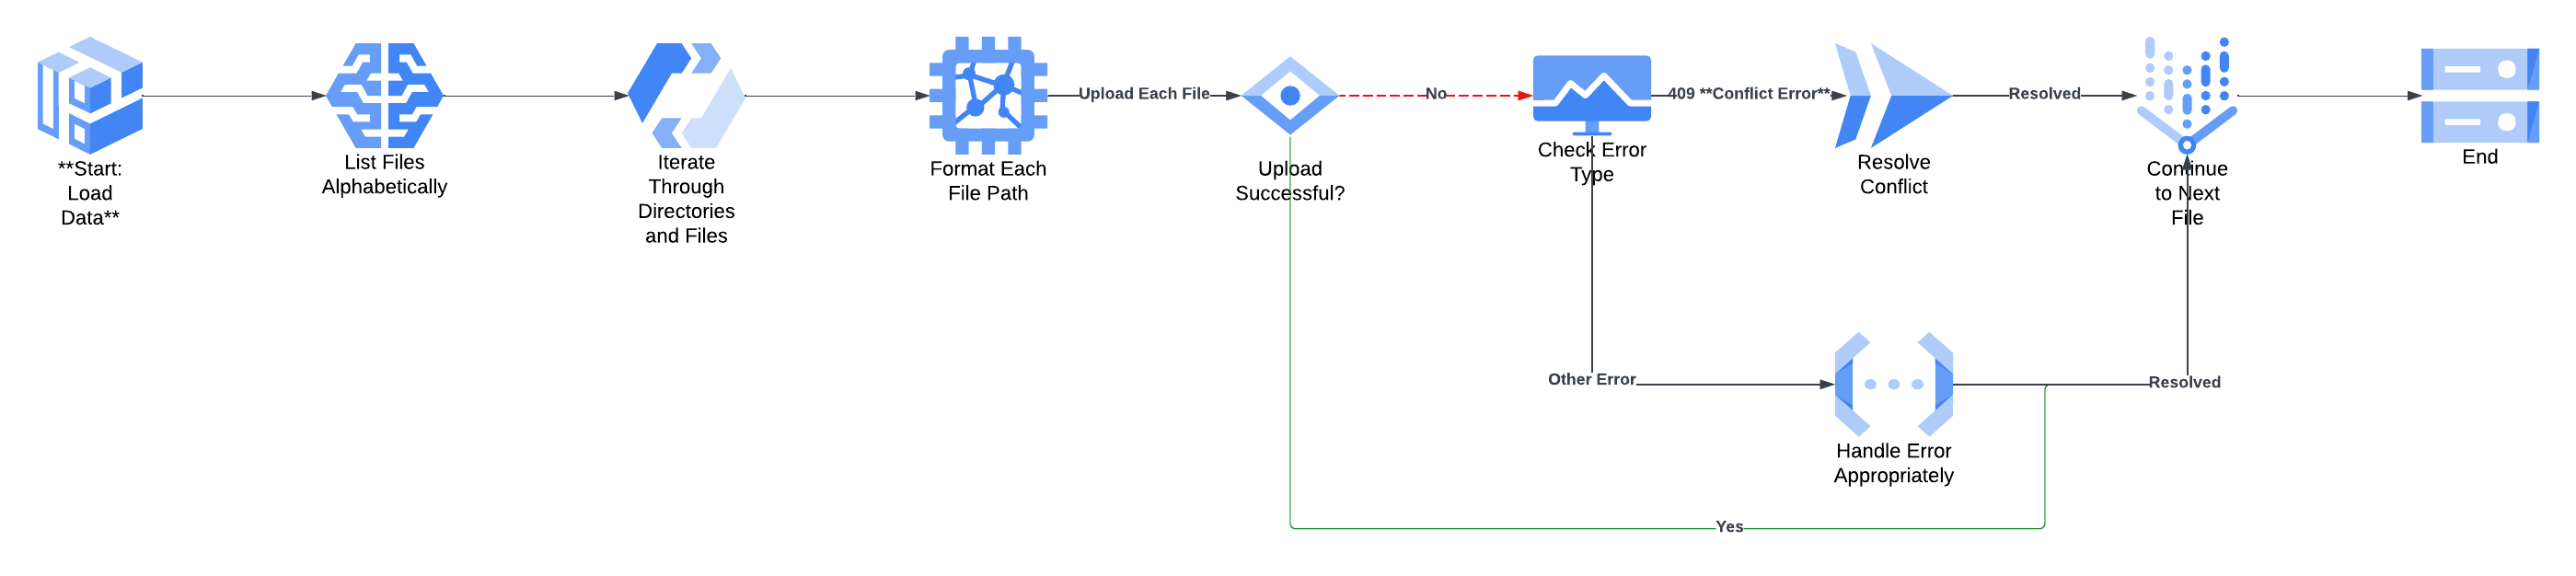 **Start:
Load
Data**
List Files
Alphabetically
Iterate
Through
Directories
and Files
Format Each
File Path
Upload Each File
Upload
Successful?
No
Check Error
Type
409 **Conflict Error**
Resolve
Conflict
Resolved
Continue
to Next
File
End
Other Error
Handle Error
Appropriately
Resolved
Yes